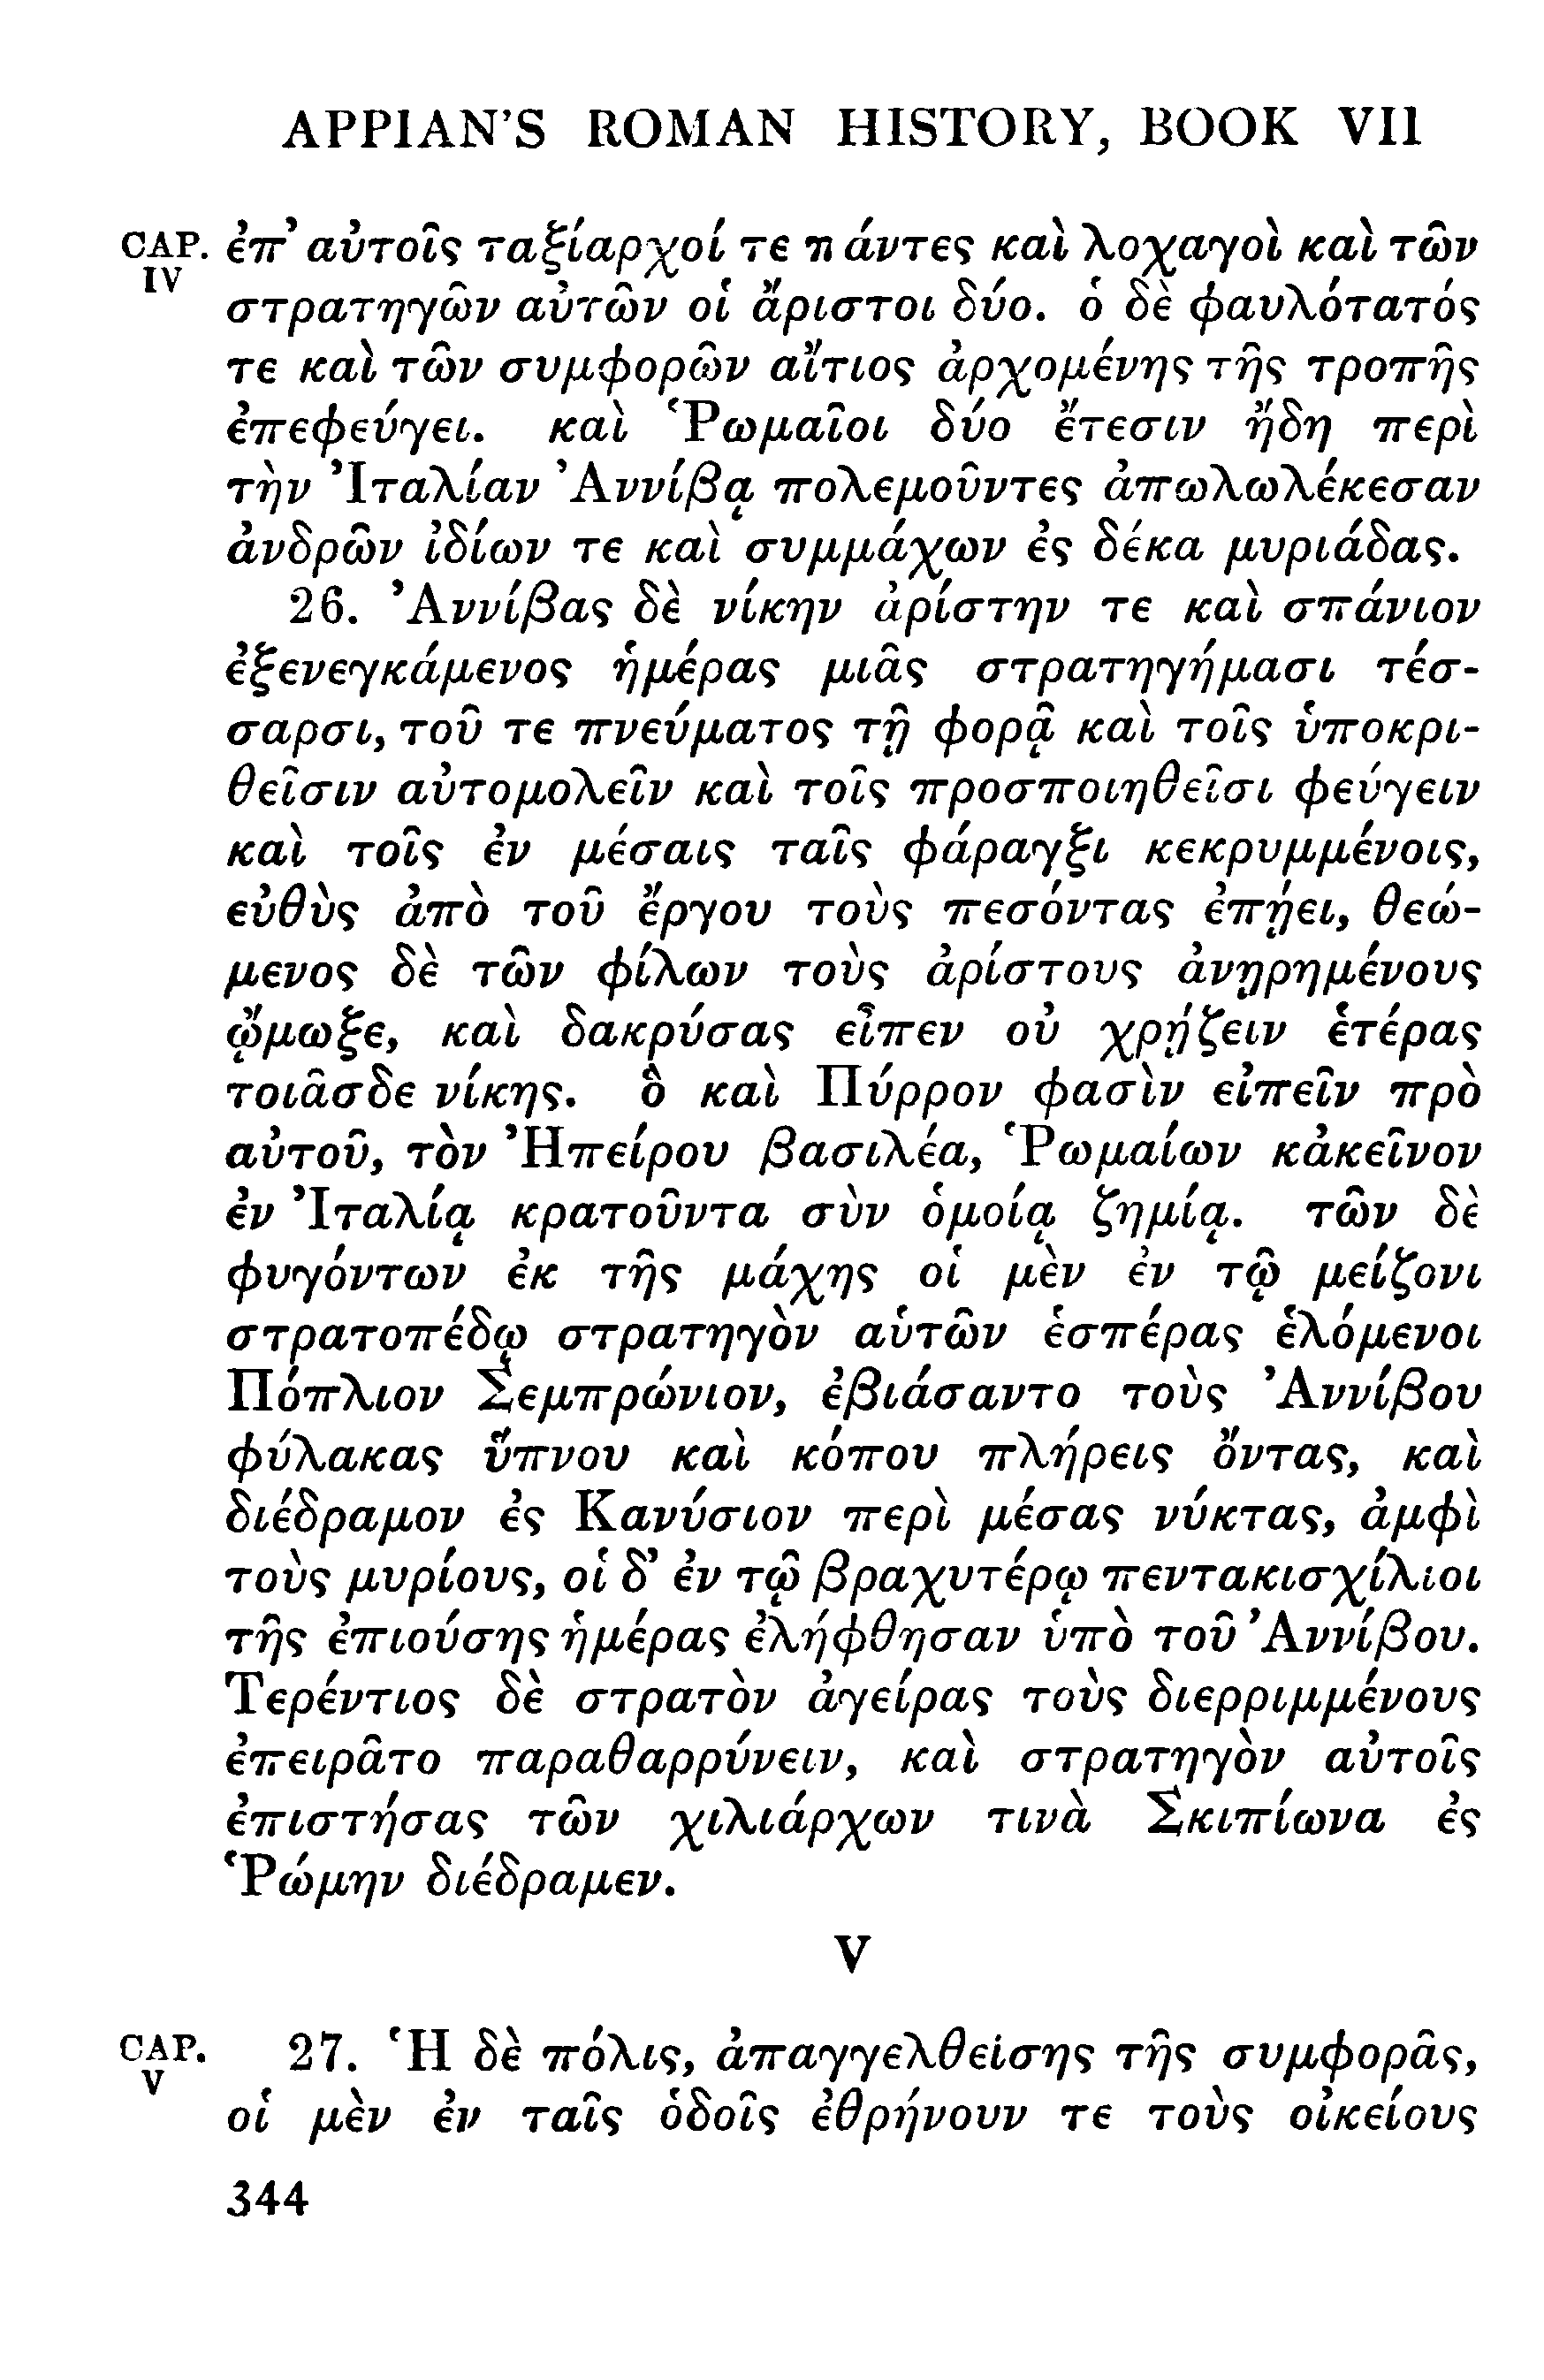 APPIAN'S ROMAN HISTORY, BOOK VII
CAP. IV ἐπ' αὐτοῖς ταξίαρχοί τε πάντες καὶ λοχαγοὶ καὶ τῶν
στρατηγῶν αὐτῶν οἱ ἄριστοι δύο. ὁ δὲ φαυλότατός
τε καὶ τῶν συμφορῶν αἴτιος ἀρχομένης τῆς τροπῆς
ἐπεφεύγει. καὶ Ῥωμαῖοι δύο ἔτεσιν ἤδη περὶ
τὴν Ἰταλίαν Ἀννίβᾳ πολεμοῦντες ἀπωλωλέκεσαν
ἀνδρῶν ἰδίων τε καὶ συμμάχων ἐς δέκα μυριάδας.
26. Ἀννίβας δὲ νίκην ἀρίστην τε καὶ σπάνιον
ἐξενεγκάμενος ἡμέρας μιᾶς στρατηγήμασι τέσ-
σαρσι, τοῦ τε πνεύματος τῇ φορᾷ καὶ τοῖς ὑποκρι-
θεῖσιν αὐτομολεῖν καὶ τοῖς προσποιηθεῖσι φεύγειν
καὶ τοῖς ἐν μέσαις ταῖς φάραγξι κεκρυμμένοις,
εὐθὺς ἀπὸ τοῦ ἔργου τοὺς πεσόντας ἐπῄει, θεώ-
μενος δὲ τῶν φίλων τοὺς ἀρίστους ἀνῃρημένους
ᾤμωξε, καὶ δακρύσας εἶπεν οὐ χρῄζειν ἑτέρας
τοιᾶσδε νίκης. ὃ καὶ Πύρρον φασὶν εἰπεῖν πρὸ
αὐτοῦ, τὸν Ἠπείρου βασιλέα, Ῥωμαίων κἀκεῖνον
ἐν Ἰταλίᾳ κρατοῦντα σὺν ὁμοίᾳ ζημίᾳ. τῶν δὲ
φυγόντων ἐκ τῆς μάχης οἱ μὲν ἐν τῷ μείζονι
στρατοπέδῳ στρατηγὸν αὑτῶν ἑσπέρας ἑλόμενοι
Πόπλιον Σεμπρώνιον, ἐβιάσαντο τοὺς Ἀννίβου
φύλακας ὕπνου καὶ κόπου πλήρεις ὄντας, καὶ
διέδραμον ἐς Κανύσιον περὶ μέσας νύκτας, ἀμφὶ
τοὺς μυρίους, οἱ δ' ἐν τῷ βραχυτέρῳ πεντακισχίλιοι
τῆς ἐπιούσης ἡμέρας ἐλήφθησαν ὑπὸ τοῦ Ἀννίβου.
Τερέντιος δὲ στρατὸν ἀγείρας τοὺς διερριμμένους
ἐπειρᾶτο παραθαρρύνειν, καὶ στρατηγὸν αὐτοῖς
ἐπιστήσας τῶν χιλιάρχων τινὰ Σκιπίωνα ἐς
Ῥώμην διέδραμεν.
V
CAP. V 27. Ἡ δὲ πόλις, ἀπαγγελθείσης τῆς συμφορᾶς,
οἱ μὲν ἐν ταῖς ὁδοῖς ἐθρήνουν τε τοὺς οἰκείους
344